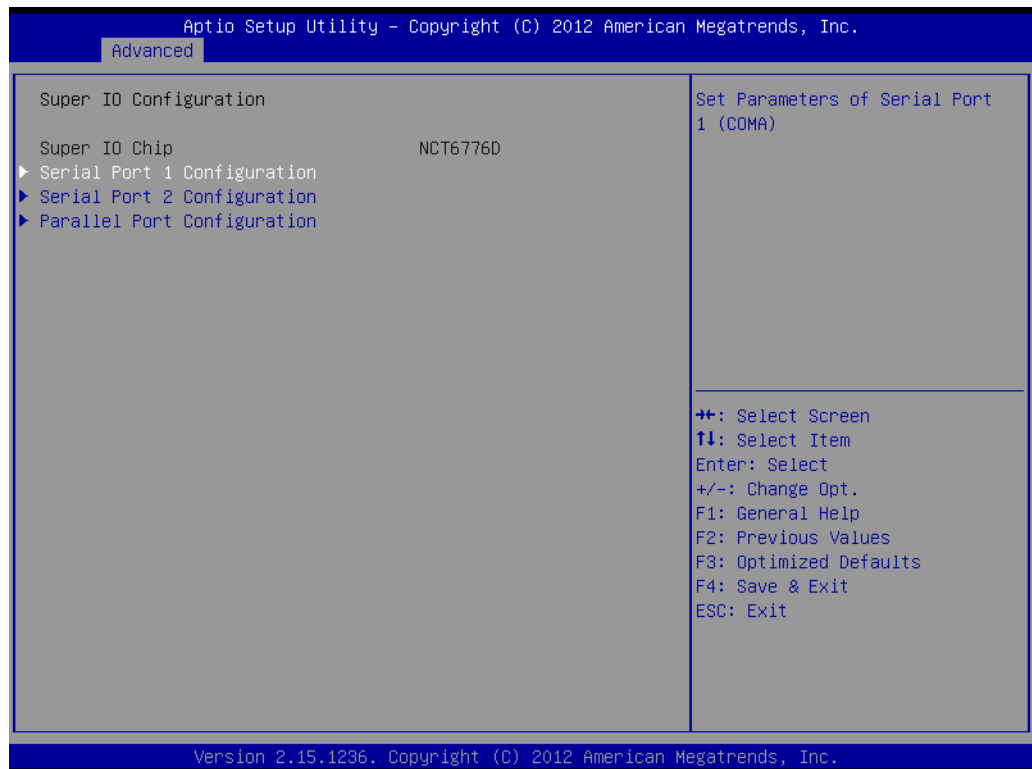 Aptio Setup Utility – Copyright (C) 2012 American Megatrends, Inc.
Advanced
Super IO Configuration
Super IO Chip NCT6776D
Serial Port 1 Configuration
Serial Port 2 Configuration
Parallel Port Configuration
Set Parameters of Serial Port
1 (COMA)
→←: Select Screen
↑↓: Select Item
Enter: Select
+/-: Change Opt.
F1: General Help
F2: Previous Values
F3: Optimized Defaults
F4: Save & Exit
ESC: Exit
Version 2.15.1236. Copyright (C) 2012 American Megatrends, Inc.